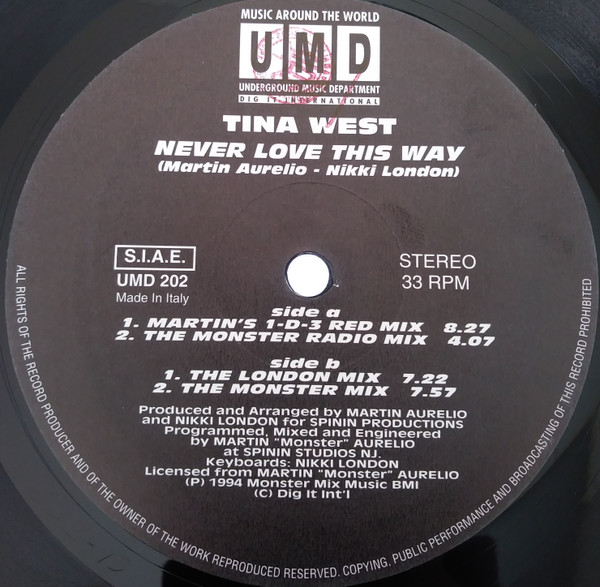 MUSIC AROUND THE WORLD
UMD
UNDERGROUND MUSIC DEPARTMENT
DIG IT INTERNATIONAL
TINA WEST
NEVER LOVE THIS WAY
(Martin Aurelio - Nikki London)
S.I.A.E.
UMD 202
Made In Italy
STEREO
33 RPM
side a
1. MARTIN'S 1-D-3 RED MIX 8.27
2. THE MONSTER RADIO MIX 4.07
side b
1. THE LONDON MIX 7.22
2. THE MONSTER MIX 7.57
Produced and Arranged by MARTIN AURELIO
and NIKKI LONDON for SPININ PRODUCTIONS
Programmed, Mixed and Engineered
by MARTIN "Monster" AURELIO
at SPININ STUDIOS NJ.
Keyboards: NIKKI LONDON
Licensed from MARTIN "Monster" AURELIO
(P) 1994 Monster Mix Music BMI
(C) Dig It Int'l
ALL RIGHTS OF THE RECORD PRODUCER AND OF THE OWNER OF THE WORK REPRODUCED RESERVED. COPYING, PUBLIC PERFORMANCE AND BROADCASTING OF THIS RECORD PROHIBITED